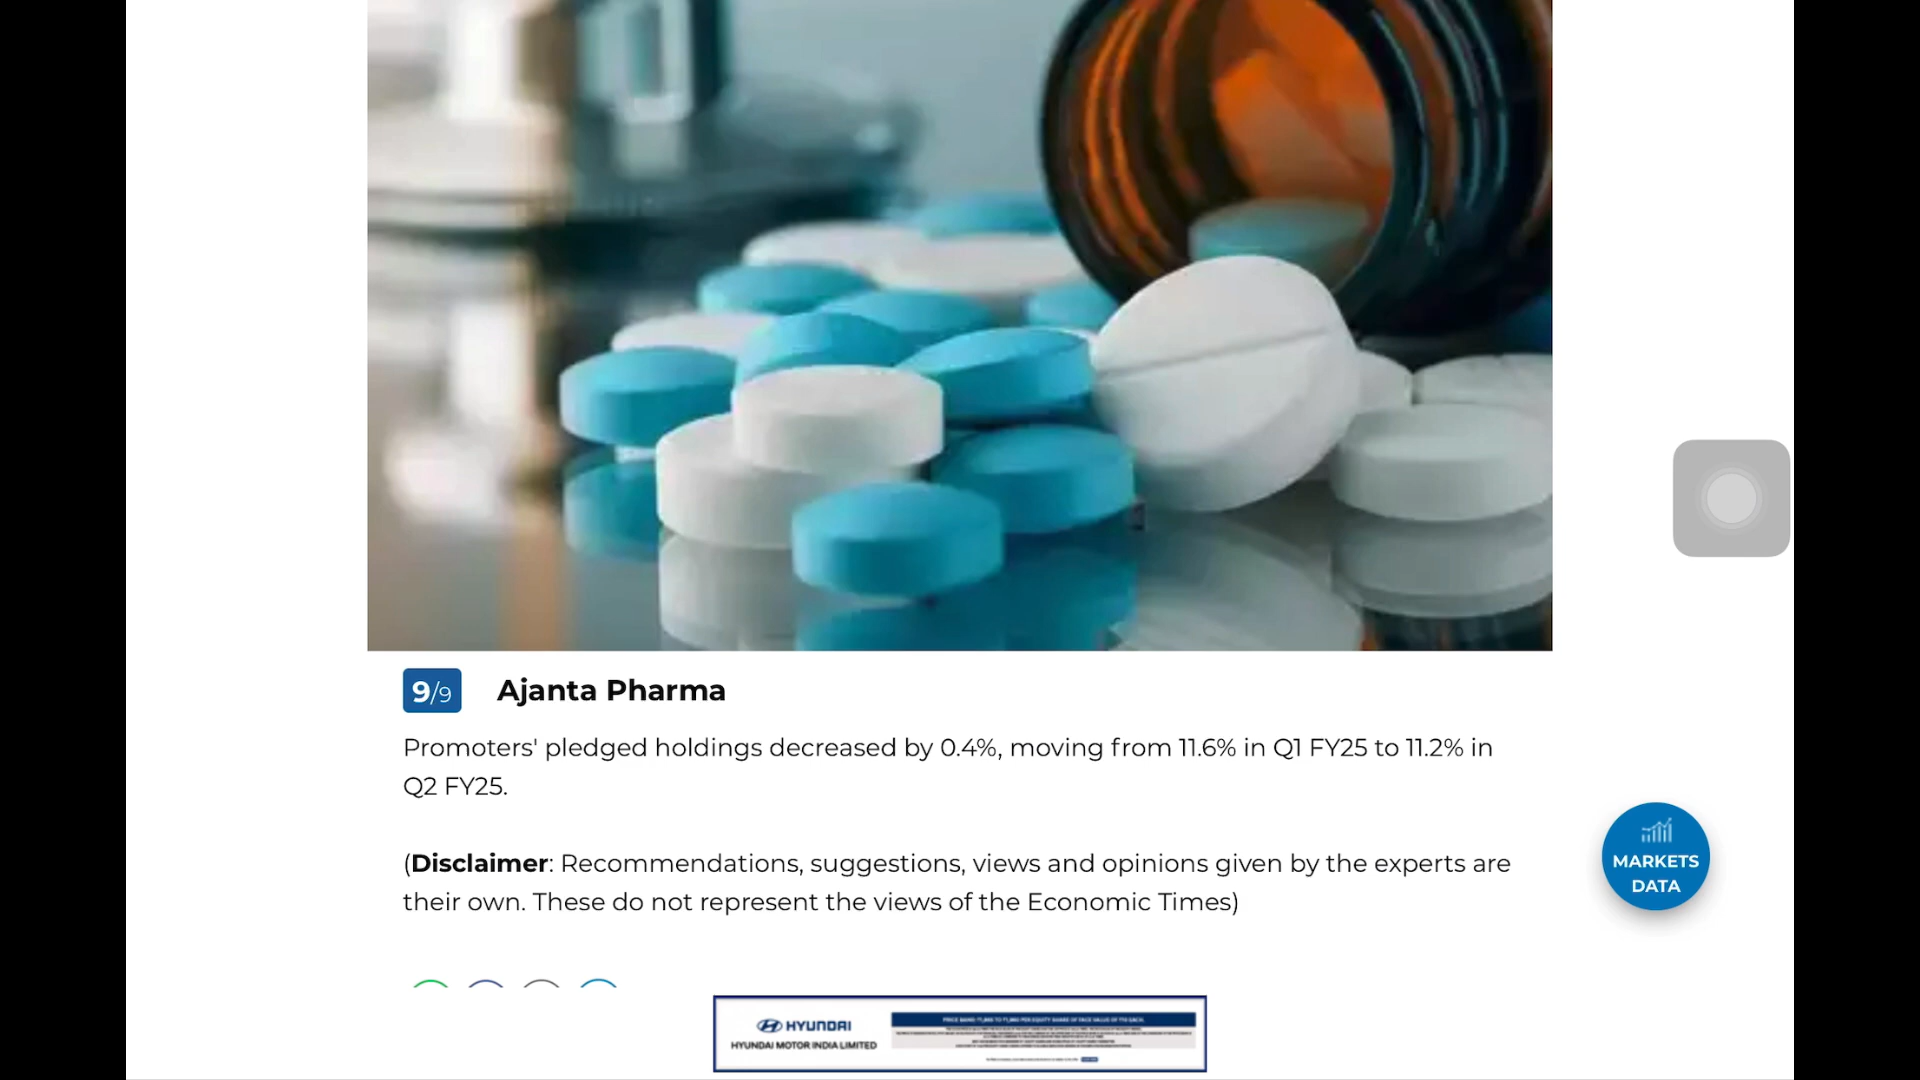 9/9
Ajanta Pharma
Promoters' pledged holdings decreased by 0.4%, moving from 11.6% in Q1 FY25 to 11.2% in
Q2 FY25.
(Disclaimer: Recommendations, suggestions, views and opinions given by the experts are
their own. These do not represent the views of the Economic Times)
MARKETS
DATA
HYUNDAI
HYUNDAI MOTOR INDIA LIMITED